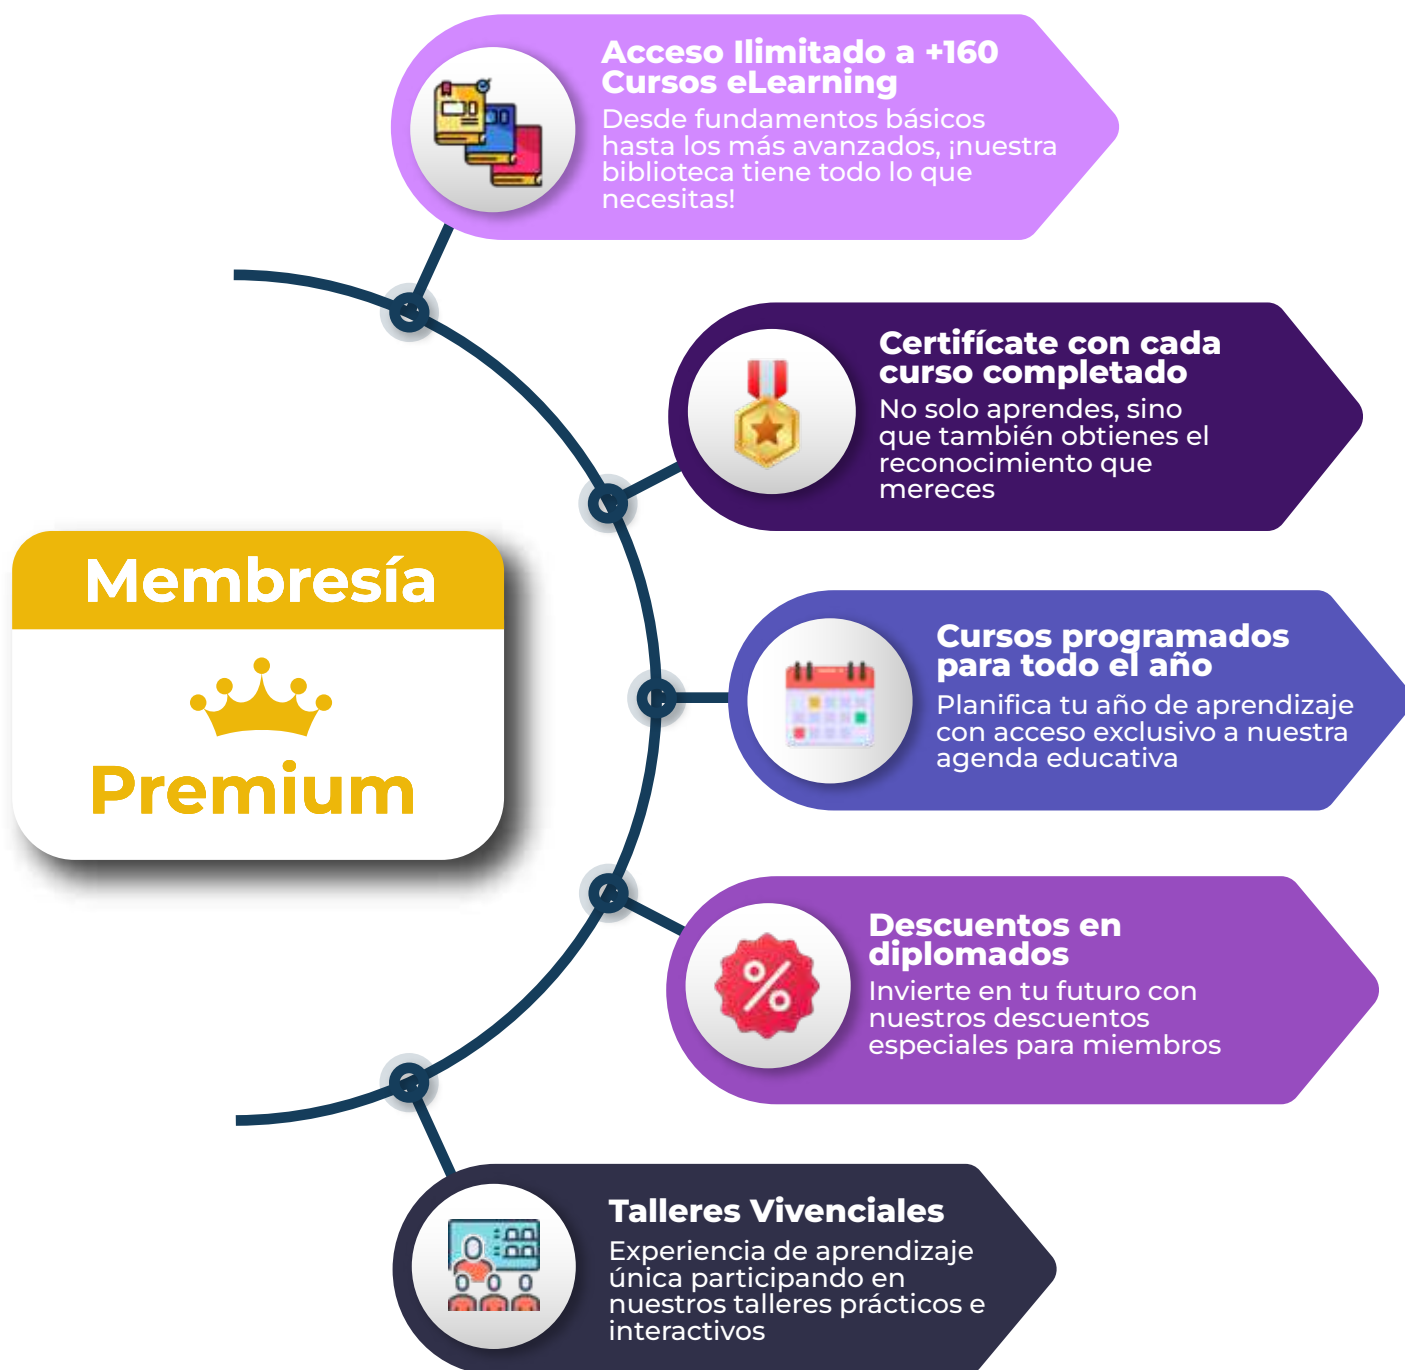 Acceso Ilimitado a +160
Cursos eLearning
Desde fundamentos básicos
hasta los más avanzados, ¡nuestra
biblioteca tiene todo lo que
necesitas!
Certifícate con cada
curso completado
No solo aprendes, sino
que también obtienes el
reconocimiento que
mereces
Membresía
Premium
Cursos programados
para todo el año
Planifica tu año de aprendizaje
con acceso exclusivo a nuestra
agenda educativa
Descuentos en
diplomados
Invierte en tu futuro con
nuestros descuentos
especiales para miembros
Talleres Vivenciales
Experiencia de aprendizaje
única participando en
nuestros talleres prácticos e
interactivos